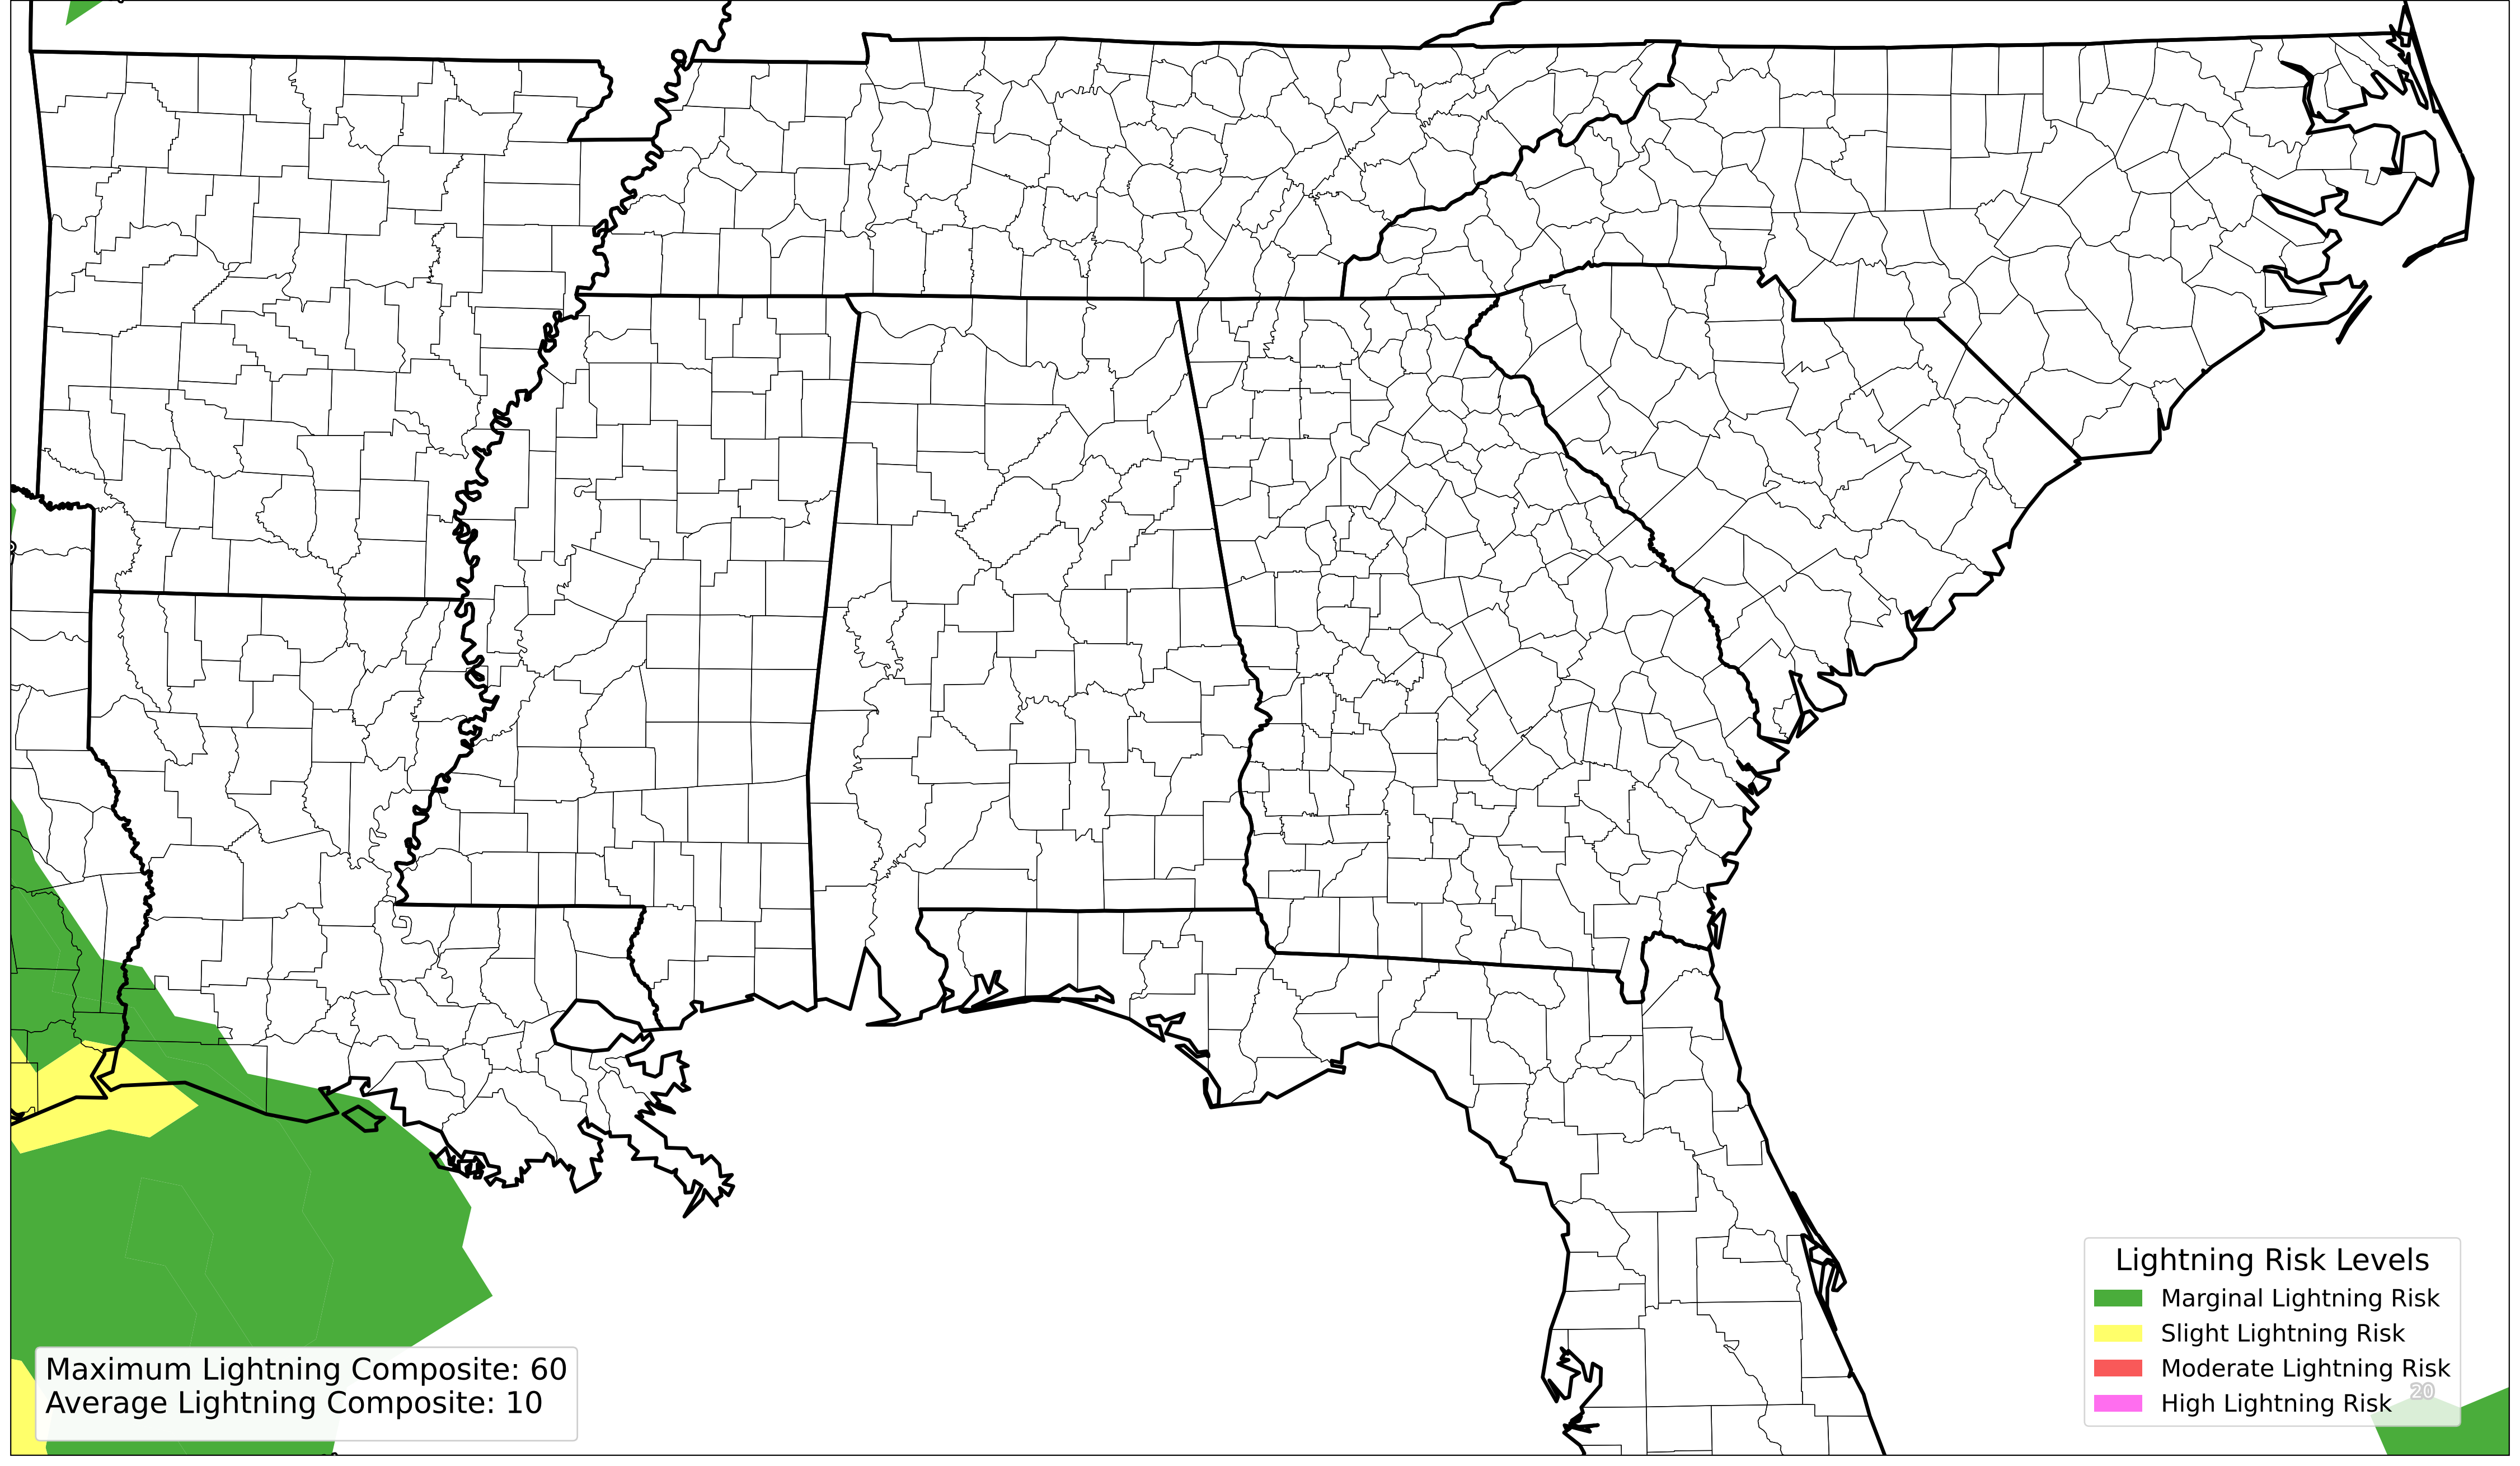 Maximum Lightning Composite: 60
Average Lightning Composite: 10
Lightning Risk Levels
Marginal Lightning Risk
Slight Lightning Risk
Moderate Lightning Risk
High Lightning Risk
20